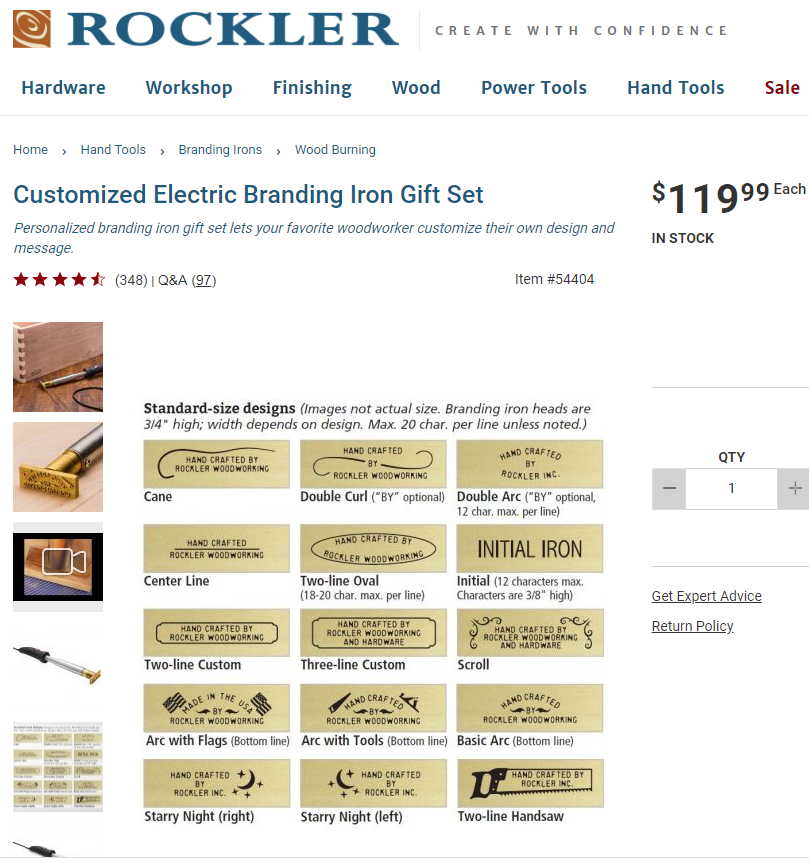 ROCKLER
CREATE WITH CONFIDENCE
Hardware Workshop Finishing Wood Power Tools Hand Tools Sale
Home › Hand Tools › Branding Irons › Wood Burning
Customized Electric Branding Iron Gift Set
Personalized branding iron gift set lets your favorite woodworker customize their own design and
message.
(348) | Q&A (97)
Item #54404
$119.99 Each
IN STOCK
Standard-size designs (Images not actual size. Branding iron heads are
3/4" high; width depends on design. Max. 20 char. per line unless noted.)
HAND CRAFTED BY
ROCKLER WOODWORKING
Cane
HAND CRAFTED
BY
ROCKLER WOODWORKING
Double Curl ("BY" optional)
HAND CRAFTED
BY
ROCKLER INC.
Double Arc ("BY" optional,
12 char. max. per line)
HAND CRAFTED
ROCKLER WOODWORKING
Center Line
HAND CRAFTED BY
ROCKLER WOODWORKING
Two-line Oval
(18-20 char. max. per line)
INITIAL IRON
Initial (12 characters max.
Characters are 3/8" high)
HAND CRAFTED BY
ROCKLER WOODWORKING
Two-line Custom
HAND CRAFTED BY
ROCKLER WOODWORKING
AND HARDWARE
Three-line Custom
HAND CRAFTED BY
ROCKLER WOODWORKING
AND HARDWARE
Scroll
MADE IN THE USA
BY
ROCKLER WOODWORKING
Arc with Flags (Bottom line)
HAND CRAFTED
BY
ROCKLER WOODWORKING
Arc with Tools (Bottom line)
HAND CRAFTED
BY
ROCKLER WOODWORKING
Basic Arc (Bottom line)
HAND CRAFTED
BY
ROCKLER INC.
Starry Night (right)
HAND CRAFTED
BY
ROCKLER INC.
Starry Night (left)
HAND CRAFTED BY
ROCKLER INC.
Two-line Handsaw
QTY
− 1 +
Get Expert Advice
Return Policy